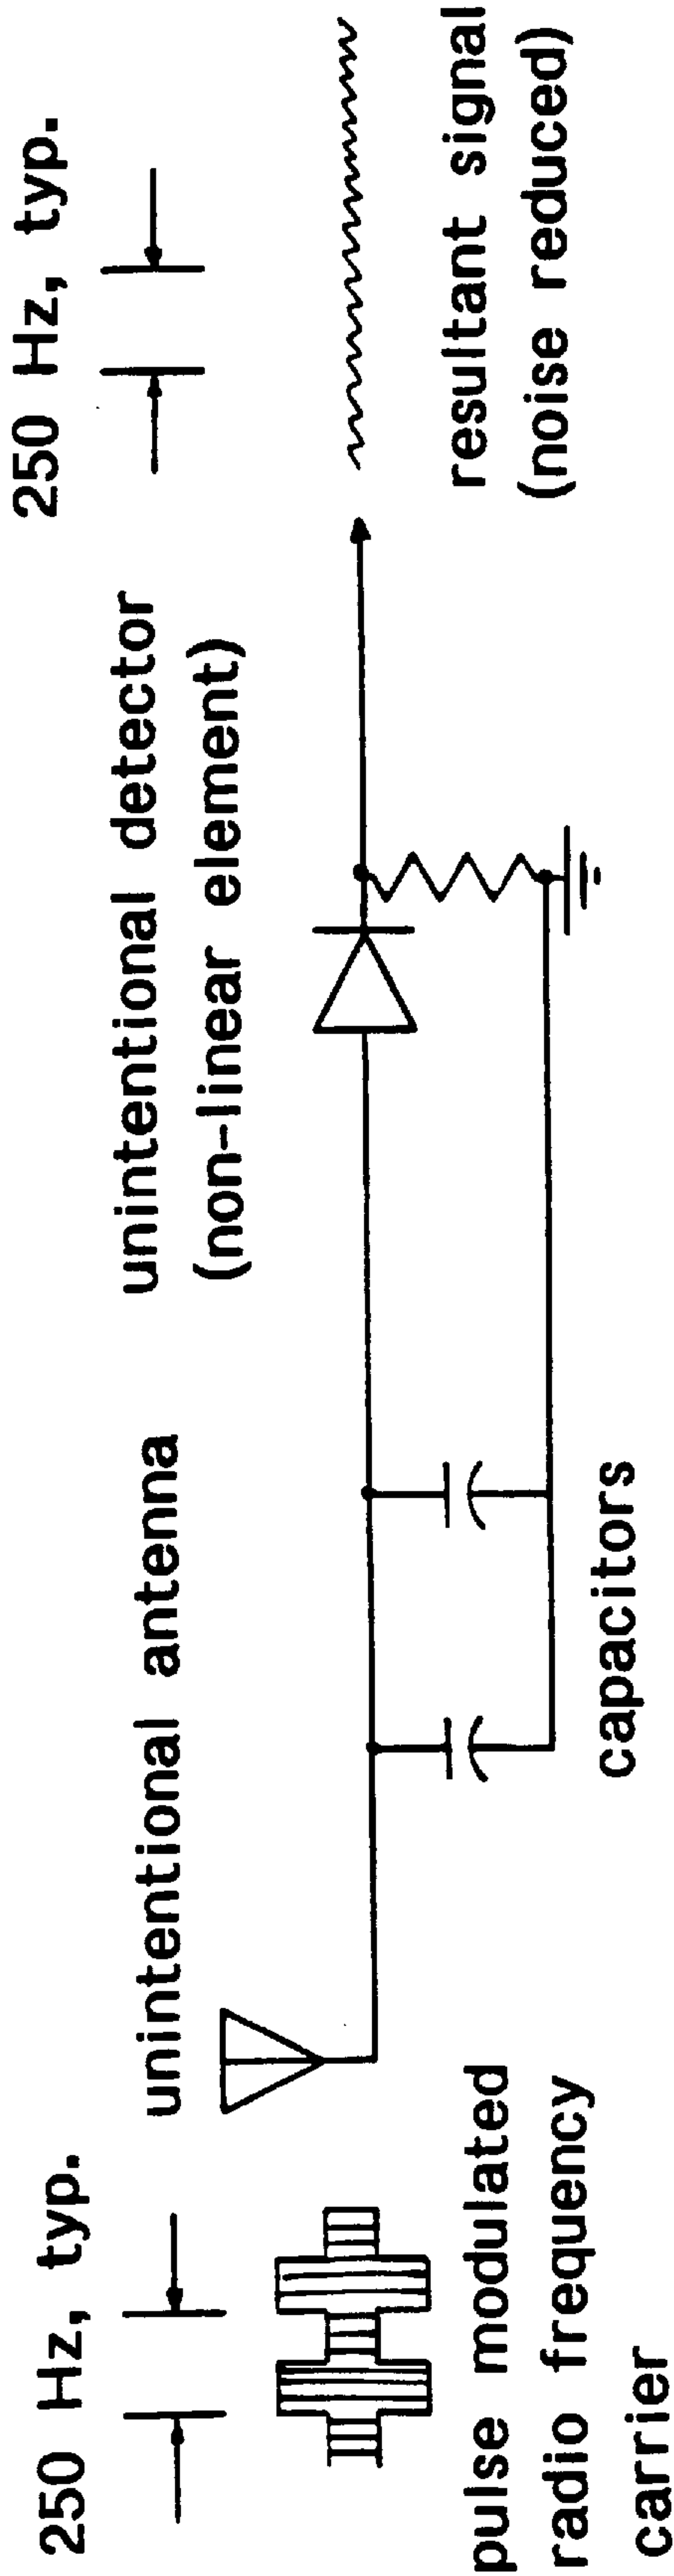 250 Hz, typ.
pulse modulated
radio frequency
carrier
unintentional antenna
capacitors
unintentional detector
(non-linear element)
250 Hz, typ.
resultant signal
(noise reduced)